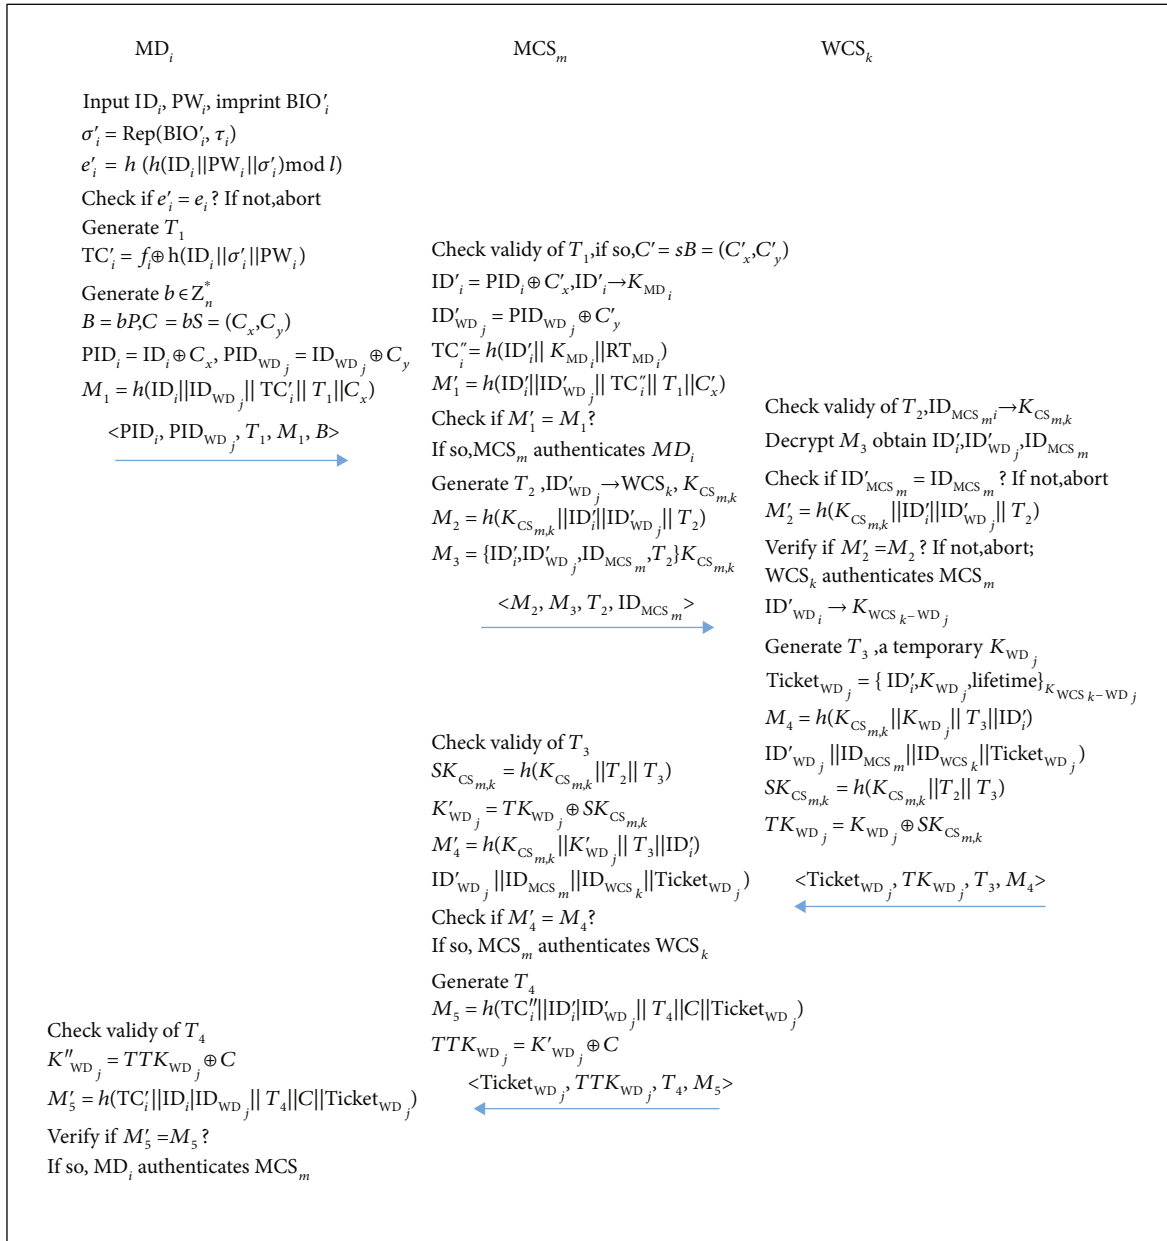 MD_i
MCS_m
WCS_k
Input ID_i, PW_i, imprint BIO′_i
σ′_i = Rep(BIO′_i, τ_i)
e′_i = h (h(ID_i||PW_i||σ′_i)mod l)
Check if e′_i = e_i? If not,abort
Generate T_1
TC′_i = f_i⊕h(ID_i||σ′_i||PW_i)
Generate b∈Z*_n
B = bP,C = bS = (C_x,C_y)
PID_i = ID_i ⊕ C_x, PID_WD_j = ID_WD_j ⊕ C_y
M_1 = h(ID_i||ID_WD_j|| TC′_i|| T_1||C_x)
<PID_i, PID_WD_j, T_1, M_1, B>
Check validy of T_1,if so,C′ = sB = (C′_x,C′_y)
ID′_i = PID_i ⊕ C′_x,ID′_i→K_MD_i
ID′_WD_j = PID_WD_j ⊕ C′_y
TC″_i = h(ID′_i|| K_MD_i||RT_MD_i)
M′_1 = h(ID′_i||ID′_WD_j|| TC″_i|| T_1||C′_x)
Check if M′_1 = M_1?
If so,MCS_m authenticates MD_i
Generate T_2 ,ID′_WD_j→WCS_k, K_CS_m,k
M_2 = h(K_CS_m,k||ID′_i||ID′_WD_j|| T_2)
M_3 = {ID′_i,ID′_WD_j,ID_MCS_m,T_2}K_CS_m,k
<M_2, M_3, T_2, ID_MCS_m>
Check validy of T_2,ID_MCS_mi→K_CS_m,k
Decrypt M_3 obtain ID′_i,ID′_WD_j,ID_MCS_m
Check if ID′_MCS_m = ID_MCS_m ? If not,abort
M′_2 = h(K_CS_m,k||ID′_i||ID′_WD_j|| T_2)
Verify if M′_2 =M_2 ? If not,abort;
WCS_k authenticates MCS_m
ID′_WD_i → K_WCS_k−WD_j
Generate T_3 ,a temporary K_WD_j
Ticket_WD_j = { ID′_i,K_WD_j,lifetime}_K_WCS_k−WD_j
M_4 = h(K_CS_m,k||K_WD_j|| T_3||ID′_i)
ID′_WD_j ||ID_MCS_m||ID_WCS_k||Ticket_WD_j)
SK_CS_m,k = h(K_CS_m,k||T_2|| T_3)
TK_WD_j = K_WD_j ⊕ SK_CS_m,k
<Ticket_WD_j, TK_WD_j, T_3, M_4>
Check validy of T_3
SK_CS_m,k = h(K_CS_m,k||T_2|| T_3)
K′_WD_j = TK_WD_j ⊕ SK_CS_m,k
M′_4 = h(K_CS_m,k||K′_WD_j|| T_3||ID′_i)
ID′_WD_j ||ID_MCS_m||ID_WCS_k||Ticket_WD_j)
Check if M′_4 = M_4?
If so, MCS_m authenticates WCS_k
Generate T_4
M_5 = h(TC″_i||ID′_i|ID′_WD_j|| T_4||C||Ticket_WD_j)
TTK_WD_j = K′_WD_j ⊕ C
<Ticket_WD_j, TTK_WD_j, T_4, M_5>
Check validy of T_4
K″_WD_j = TTK_WD_j ⊕ C
M′_5 = h(TC′_i||ID_i|ID_WD_j|| T_4||C||Ticket_WD_j)
Verify if M′_5 =M_5 ?
If so, MD_i authenticates MCS_m